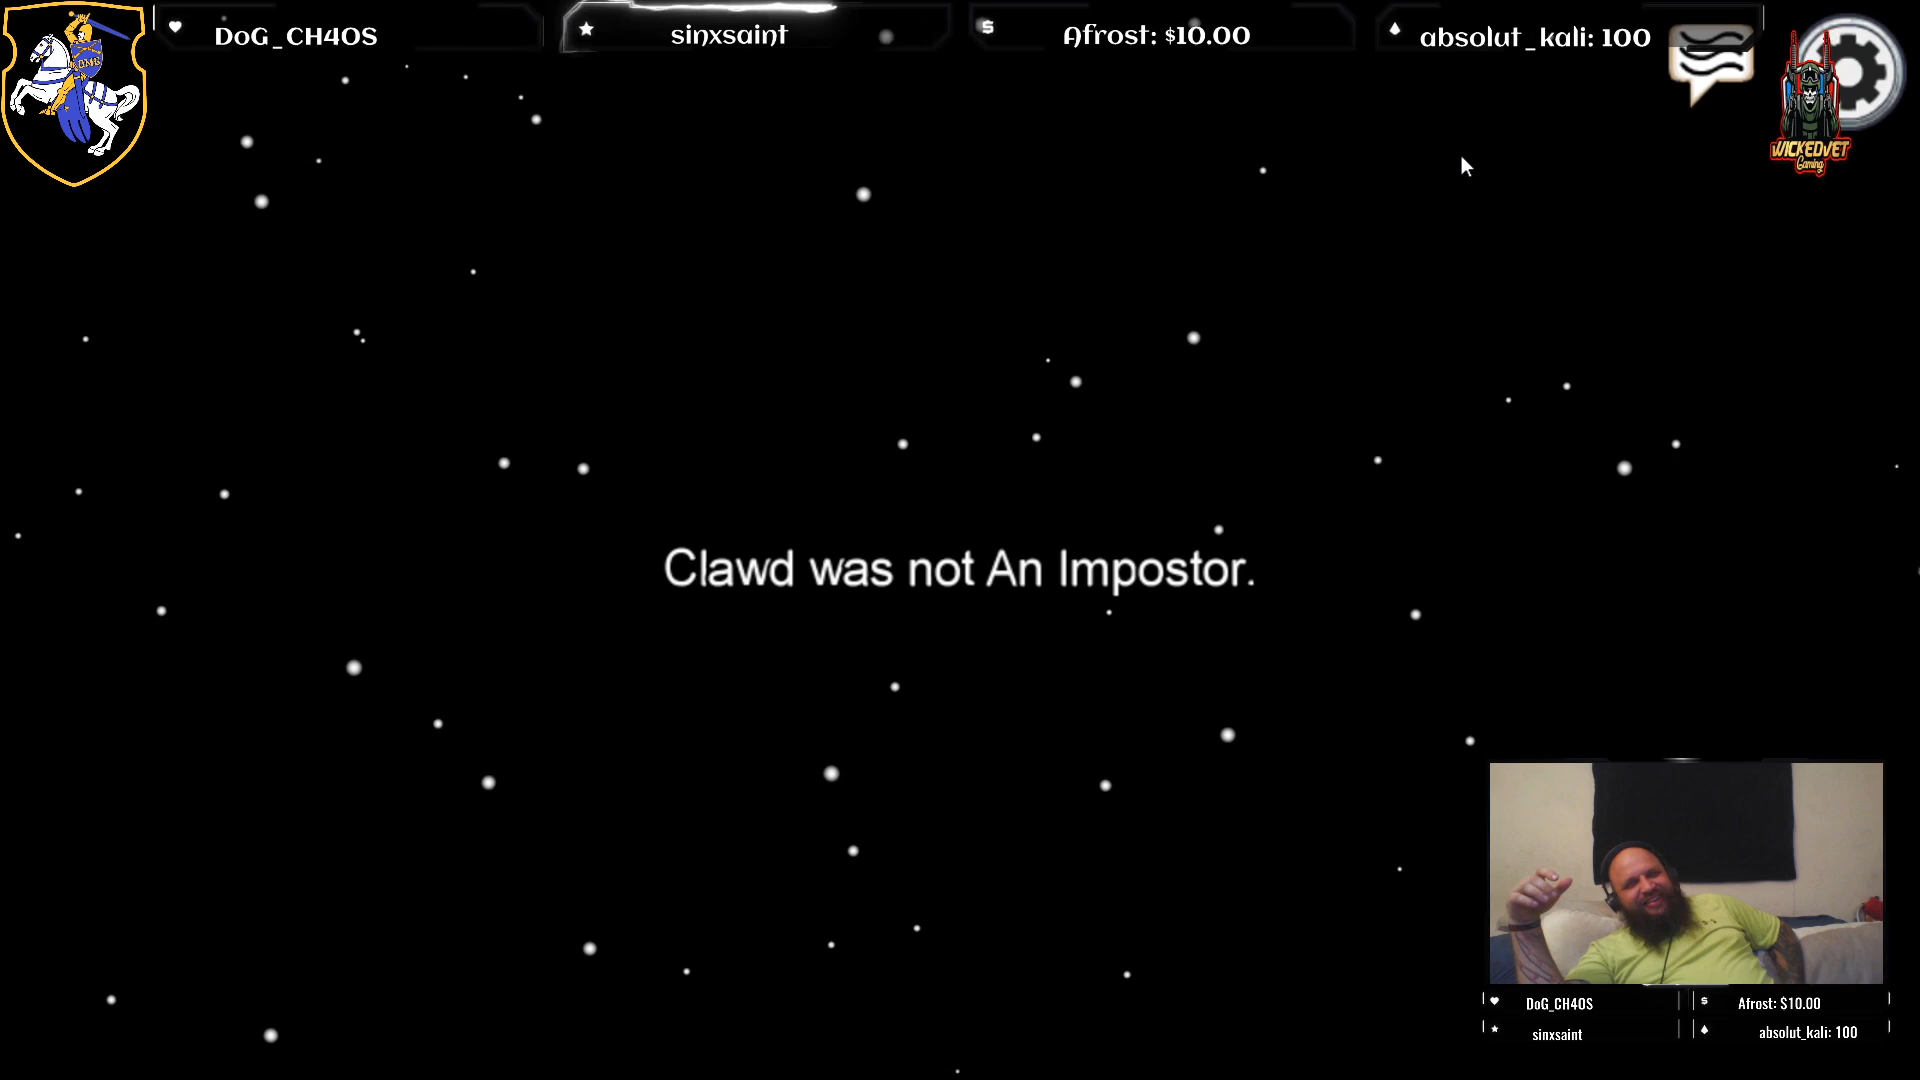 DoG_CH4OS
sinxsaint
Afrost: $10.00
absolut_kali: 100
WICKEDVET
Gaming
Clawd was not An Impostor.
DoG_CH4OS
Afrost: $10.00
sinxsaint
absolut_kali: 100